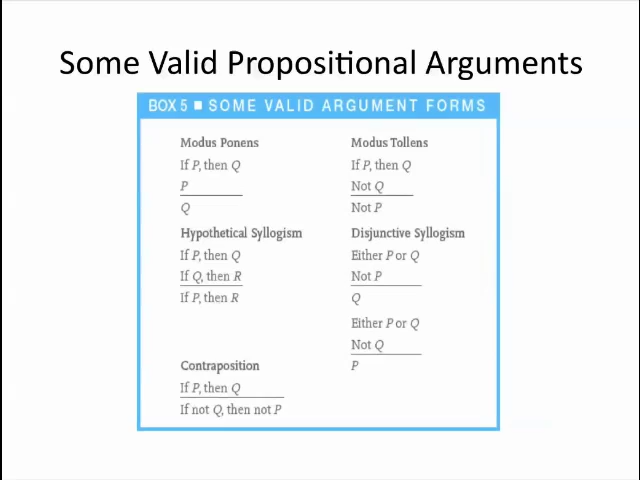 Some Valid Propositional Arguments
BOX 5 ■ SOME VALID ARGUMENT FORMS
Modus Ponens
If P, then Q
P
Q
Modus Tollens
If P, then Q
Not Q
Not P
Hypothetical Syllogism
If P, then Q
If Q, then R
If P, then R
Disjunctive Syllogism
Either P or Q
Not P
Q
Either P or Q
Not Q
P
Contraposition
If P, then Q
If not Q, then not P